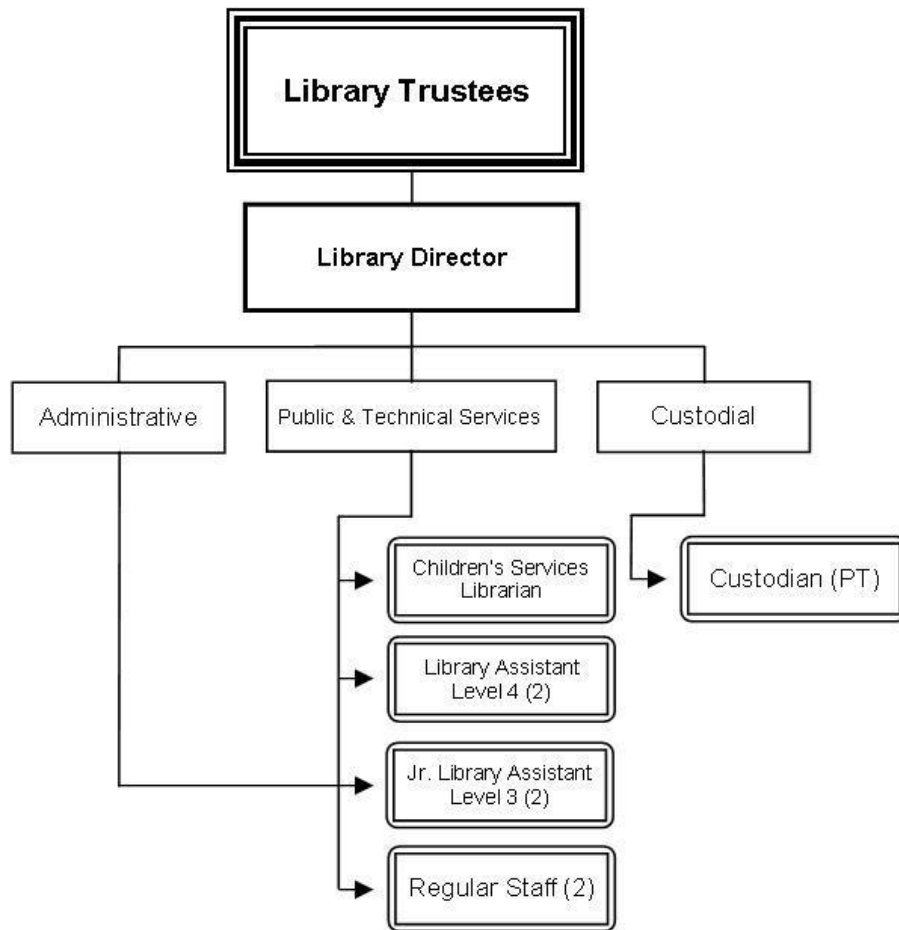 Library Trustees
Library Director
Administrative
Public & Technical Services
Custodial
Children's Services
Librarian
Custodian (PT)
Library Assistant
Level 4 (2)
Jr. Library Assistant
Level 3 (2)
Regular Staff (2)